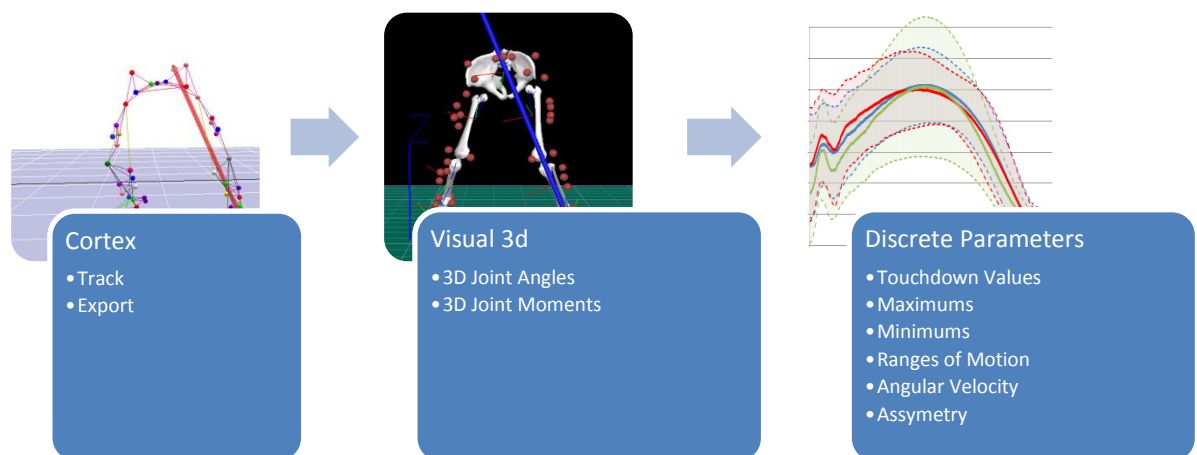 Cortex
•Track
•Export
Visual 3d
•3D Joint Angles
•3D Joint Moments
Discrete Parameters
•Touchdown Values
•Maximums
•Minimums
•Ranges of Motion
•Angular Velocity
•Assymetry